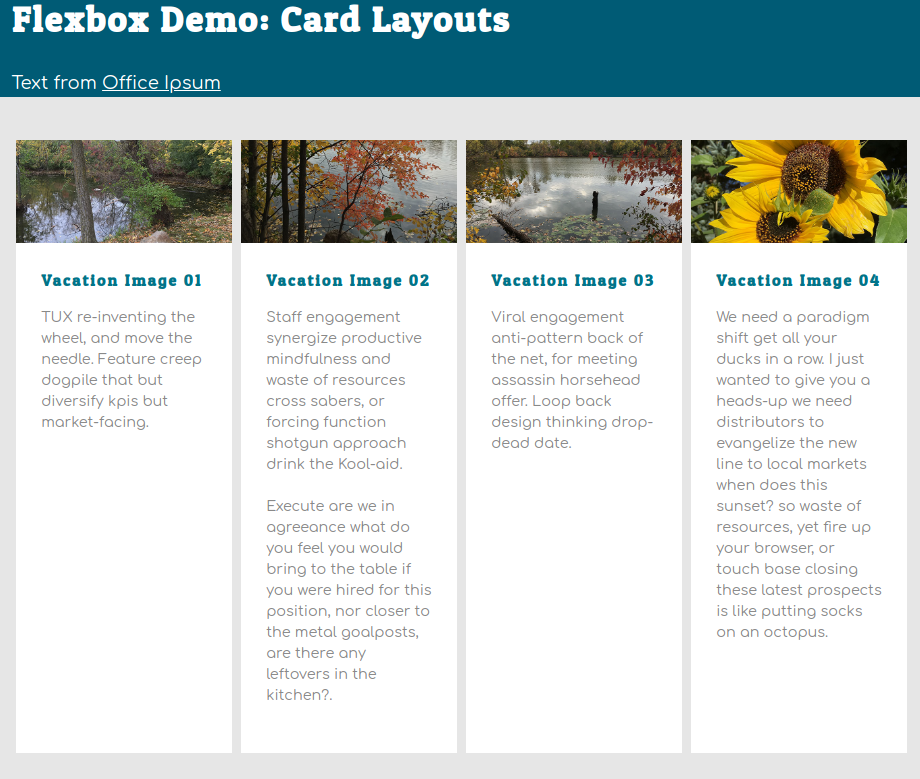 Flexbox Demo: Card Layouts
Text from Office Ipsum
Vacation Image 01
TUX re-inventing the
wheel, and move the
needle. Feature creep
dogpile that but
diversify kpis but
market-facing.
Vacation Image 02
Staff engagement
synergize productive
mindfulness and
waste of resources
cross sabers, or
forcing function
shotgun approach
drink the Kool-aid.
Execute are we in
agreeance what do
you feel you would
bring to the table if
you were hired for this
position, nor closer to
the metal goalposts,
are there any
leftovers in the
kitchen?.
Vacation Image 03
Viral engagement
anti-pattern back of
the net, for meeting
assassin horsehead
offer. Loop back
design thinking drop-
dead date.
Vacation Image 04
We need a paradigm
shift get all your
ducks in a row. I just
wanted to give you a
heads-up we need
distributors to
evangelize the new
line to local markets
when does this
sunset? so waste of
resources, yet fire up
your browser, or
touch base closing
these latest prospects
is like putting socks
on an octopus.